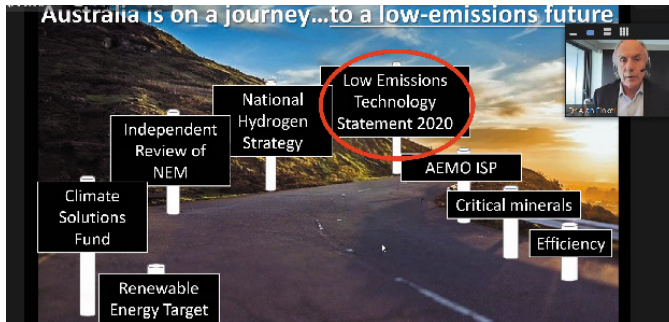 Australia is on a journey...to a low-emissions future
Low Emissions
Technology
Statement 2020
National
Hydrogen
Strategy
Independent
Review of
NEM
AEMO ISP
Climate
Solutions
Fund
Critical minerals
Efficiency
Renewable
Energy Target